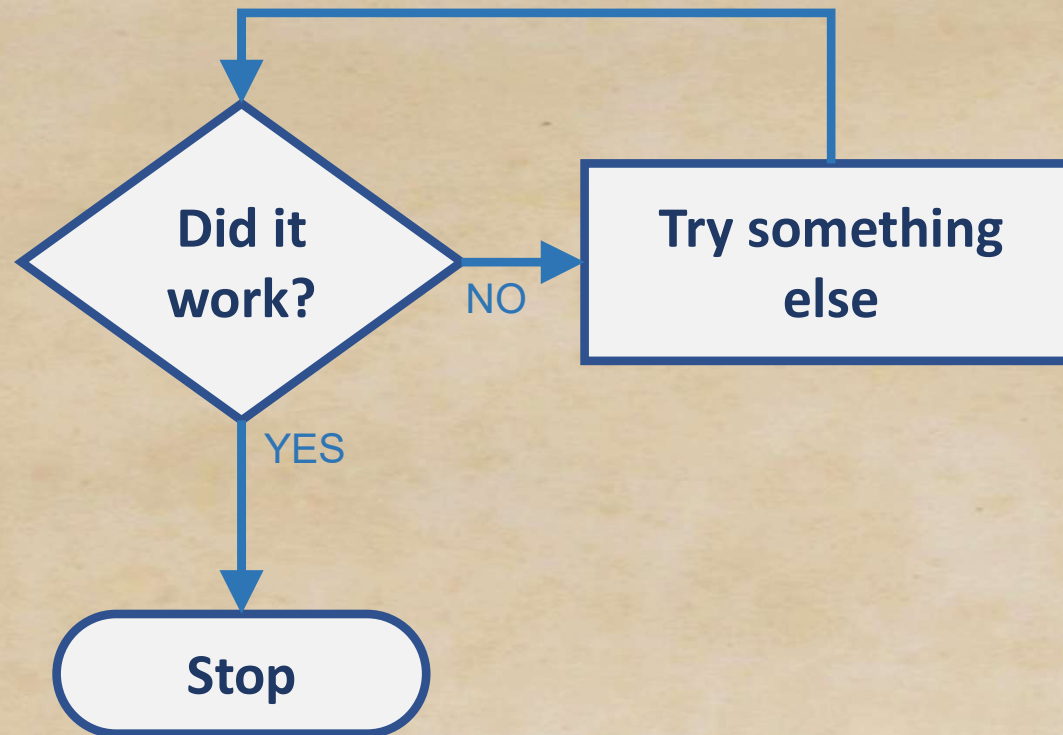 Did it
work?
NO
Try something
else
YES
Stop